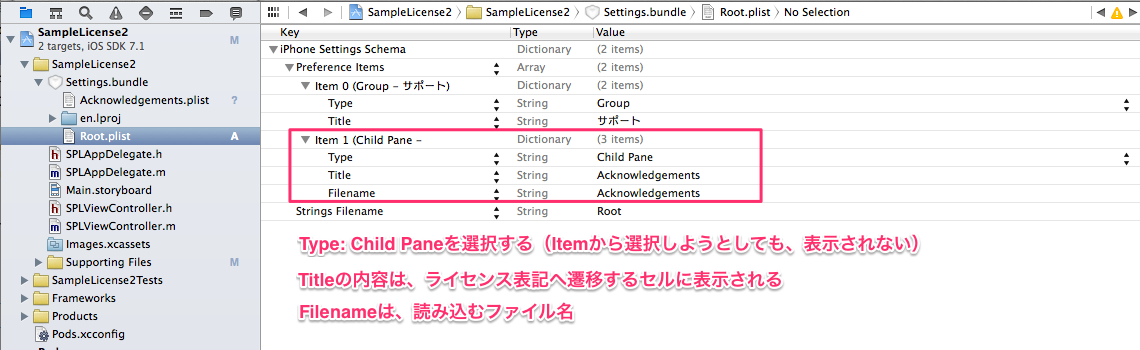 SampleLicense2 〉 SampleLicense2 〉 Settings.bundle 〉 Root.plist 〉 No Selection
SampleLicense2
2 targets, iOS SDK 7.1
M
SampleLicense2
Settings.bundle
Acknowledgements.plist ?
en.lproj
Root.plist A
SPLAppDelegate.h
SPLAppDelegate.m
Main.storyboard
SPLViewController.h
SPLViewController.m
Images.xcassets
Supporting Files M
SampleLicense2Tests
Frameworks
Products
Pods.xcconfig
Key Type Value
iPhone Settings Schema Dictionary (2 items)
Preference Items Array (2 items)
Item 0 (Group – サポート) Dictionary (2 items)
Type String Group
Title String サポート
Item 1 (Child Pane – Dictionary (3 items)
Type String Child Pane
Title String Acknowledgements
Filename String Acknowledgements
Strings Filename String Root
Type: Child Paneを選択する（Itemから選択しようとしても、表示されない）
Titleの内容は、ライセンス表記へ遷移するセルに表示される
Filenameは、読み込むファイル名